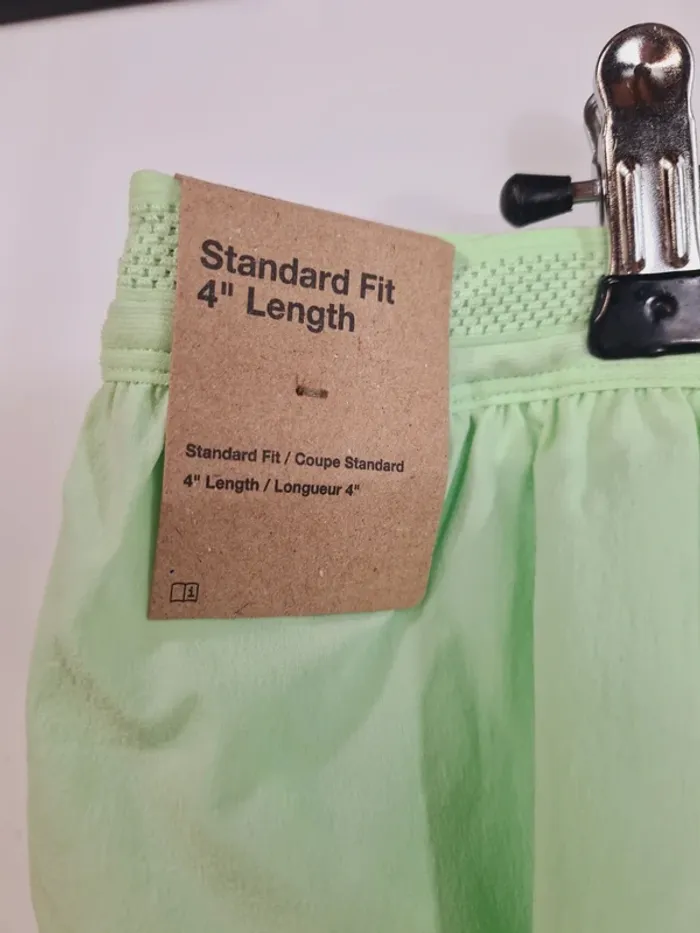 Standard Fit
4" Length
Standard Fit / Coupe Standard
4" Length / Longueur 4"
i